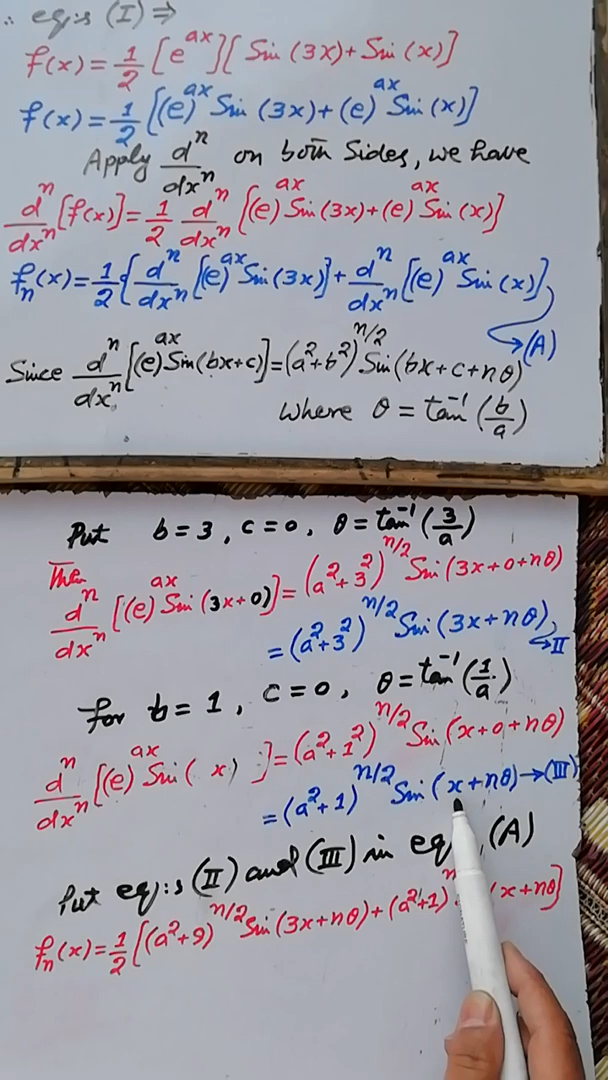 ∴ eq:s (I) ⇒
f(x) = 1/2 [e^ax][Sin (3x) + Sin (x)]
f(x) = 1/2 [(e)^ax Sin (3x) + (e)^ax Sin (x)]
Apply d^n/dx^n on both Sides, we have
d^n/dx^n [f(x)] = 1/2 d^n/dx^n [(e)^ax Sin (3x) + (e)^ax Sin (x)]
f_n(x) = 1/2 {d^n/dx^n [(e)^ax Sin (3x)] + d^n/dx^n [(e)^ax Sin (x)]
→ (A)
Since d^n/dx^n [(e)^ax Sin(bx+c)] = (a^2+b^2)^n/2 Sin (bx+c+nθ)
Where θ = tan^-1 (b/a)
Put b=3, c=0, θ = tan^-1 (3/a)
Then
d^n/dx^n [(e)^ax Sin (3x+0)] = (a^2+3^2)^n/2 Sin (3x+0+nθ)
= (a^2+3^2)^n/2 Sin (3x+nθ) → II
for b=1, c=0, θ = tan^-1 (1/a)
d^n/dx^n [(e)^ax Sin ( x) ] = (a^2+1^2)^n/2 Sin (x+0+nθ)
= (a^2+1)^n/2 Sin (x+nθ) → (III)
Put eq:s (II) and (III) in eq (A)
f_n(x) = 1/2 [(a^2+9)^n/2 Sin (3x+nθ) + (a^2+1)^n (x+nθ)]